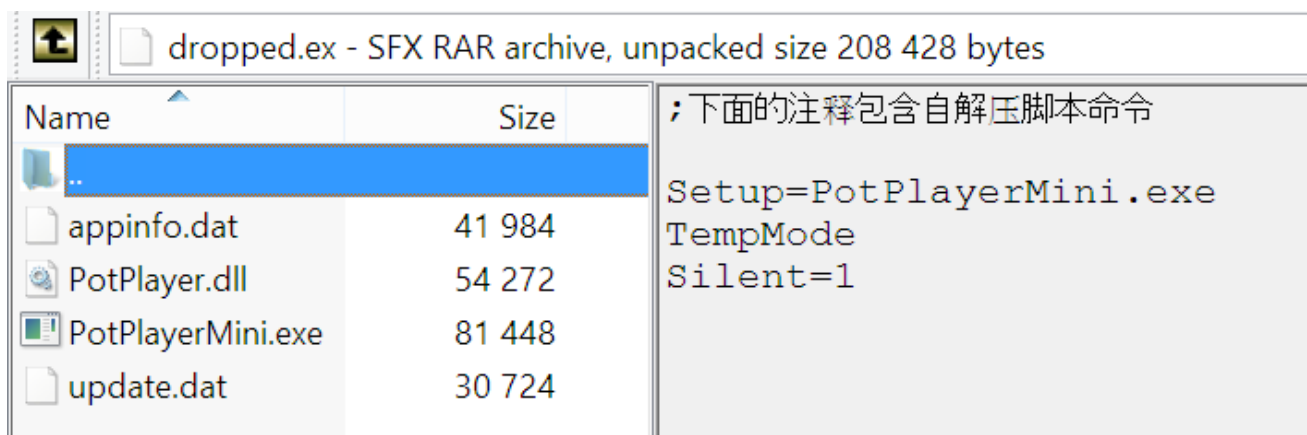 dropped.ex - SFX RAR archive, unpacked size 208 428 bytes
Name Size
..
appinfo.dat 41 984
PotPlayer.dll 54 272
PotPlayerMini.exe 81 448
update.dat 30 724
;下面的注释包含自解压脚本命令
Setup=PotPlayerMini.exe
TempMode
Silent=1